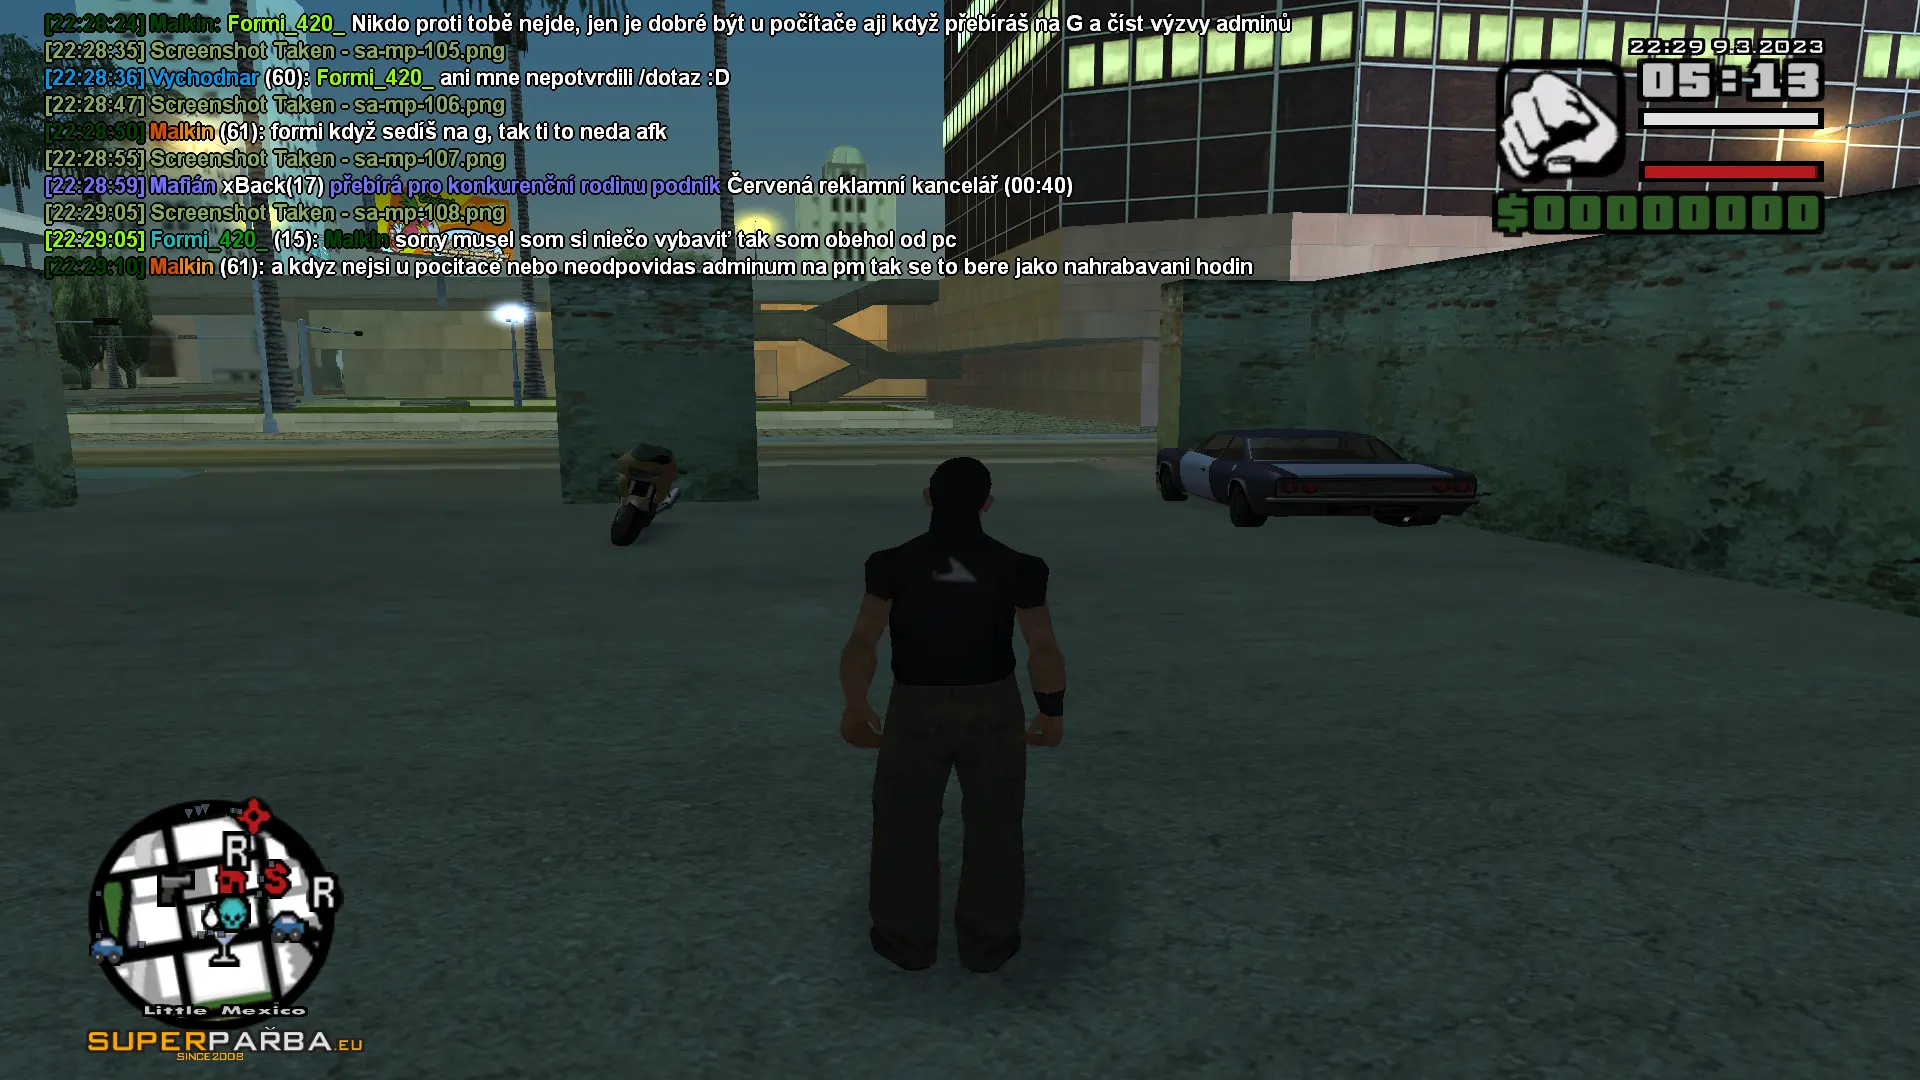 [22:28:24] Malkin: Formi_420_ Nikdo proti tobě nejde, jen je dobré být u počítače aji když přebíráš na G a číst výzvy adminů
[22:28:35] Screenshot Taken - sa-mp-105.png
[22:28:36] Vychodnar (60): Formi_420_ ani mne nepotvrdili /dotaz :D
[22:28:47] Screenshot Taken - sa-mp-106.png
[22:28:50] Malkin (61): formi když sedíš na g, tak ti to neda afk
[22:28:55] Screenshot Taken - sa-mp-107.png
[22:28:59] Mafián xBack(17) přebírá pro konkurenční rodinu podnik Červená reklamní kancelář (00:40)
[22:29:05] Screenshot Taken - sa-mp-108.png
[22:29:05] Formi_420_ (15): Malkin sorry musel som si niečo vybaviť tak som obehol od pc
[22:29:10] Malkin (61): a kdyz nejsi u pocitace nebo neodpovidas adminum na pm tak se to bere jako nahrabavani hodin
22:29 9.3.2023
05:13
$00000000
R
S
R
Little Mexico
SUPERPAŘBA.EU
SINCE 2008